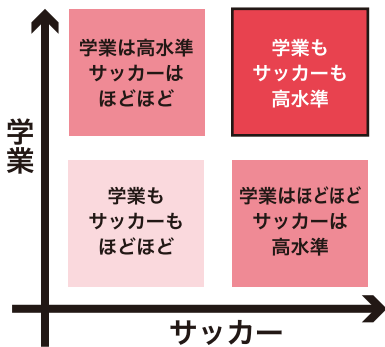 学業は高水準
サッカーは
ほどほど
学業も
サッカーも
高水準
学業
学業も
サッカーも
ほどほど
学業はほどほど
サッカーは
高水準
サッカー